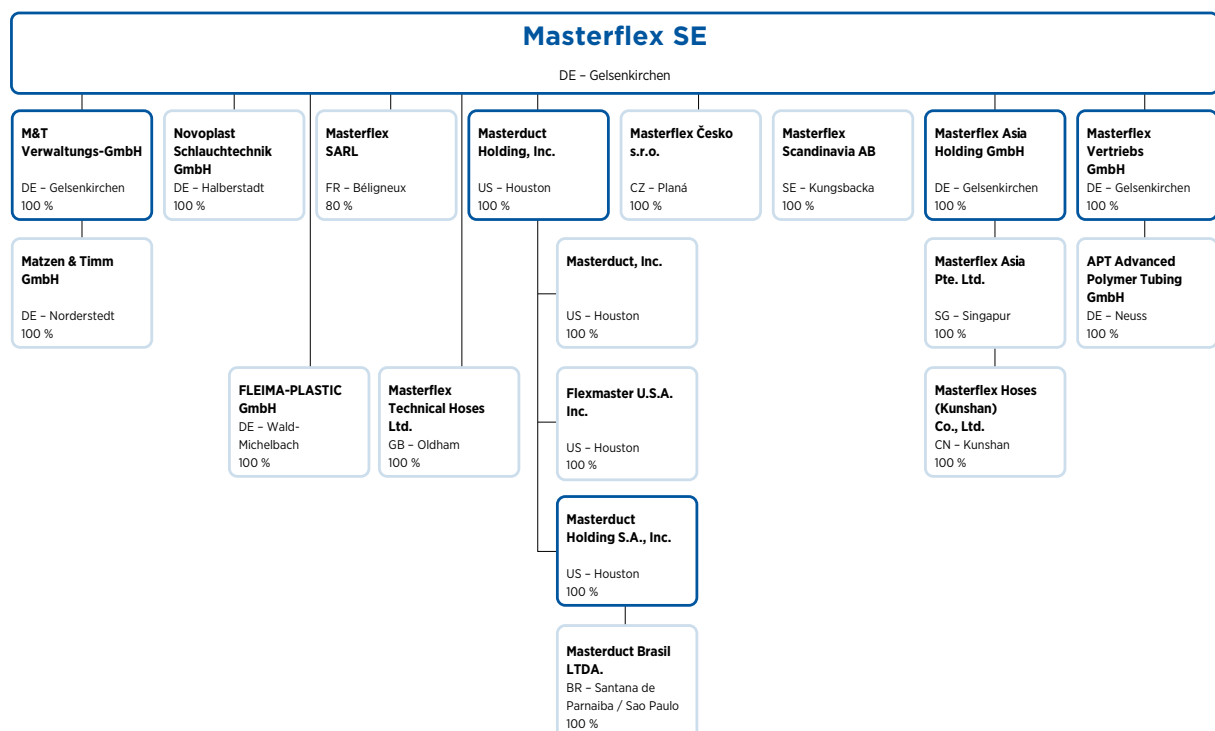 Masterflex SE
DE – Gelsenkirchen
M&T
Verwaltungs-GmbH
DE – Gelsenkirchen
100 %
Novoplast
Schlauchtechnik
GmbH
DE – Halberstadt
100 %
Masterflex
SARL
FR – Béligneux
80 %
Masterduct
Holding, Inc.
US – Houston
100 %
Masterflex Česko
s.r.o.
CZ – Planá
100 %
Masterflex
Scandinavia AB
SE – Kungsbacka
100 %
Masterflex Asia
Holding GmbH
DE – Gelsenkirchen
100 %
Masterflex
Vertriebs
GmbH
DE – Gelsenkirchen
100 %
Matzen & Timm
GmbH
DE – Norderstedt
100 %
Masterduct, Inc.
US – Houston
100 %
Masterflex Asia
Pte. Ltd.
SG – Singapur
100 %
APT Advanced
Polymer Tubing
GmbH
DE – Neuss
100 %
FLEIMA-PLASTIC
GmbH
DE – Wald-
Michelbach
100 %
Masterflex
Technical Hoses
Ltd.
GB – Oldham
100 %
Flexmaster U.S.A.
Inc.
US – Houston
100 %
Masterflex Hoses
(Kunshan)
Co., Ltd.
CN – Kunshan
100 %
Masterduct
Holding S.A., Inc.
US – Houston
100 %
Masterduct Brasil
LTDA.
BR – Santana de
Parnaiba / Sao Paulo
100 %